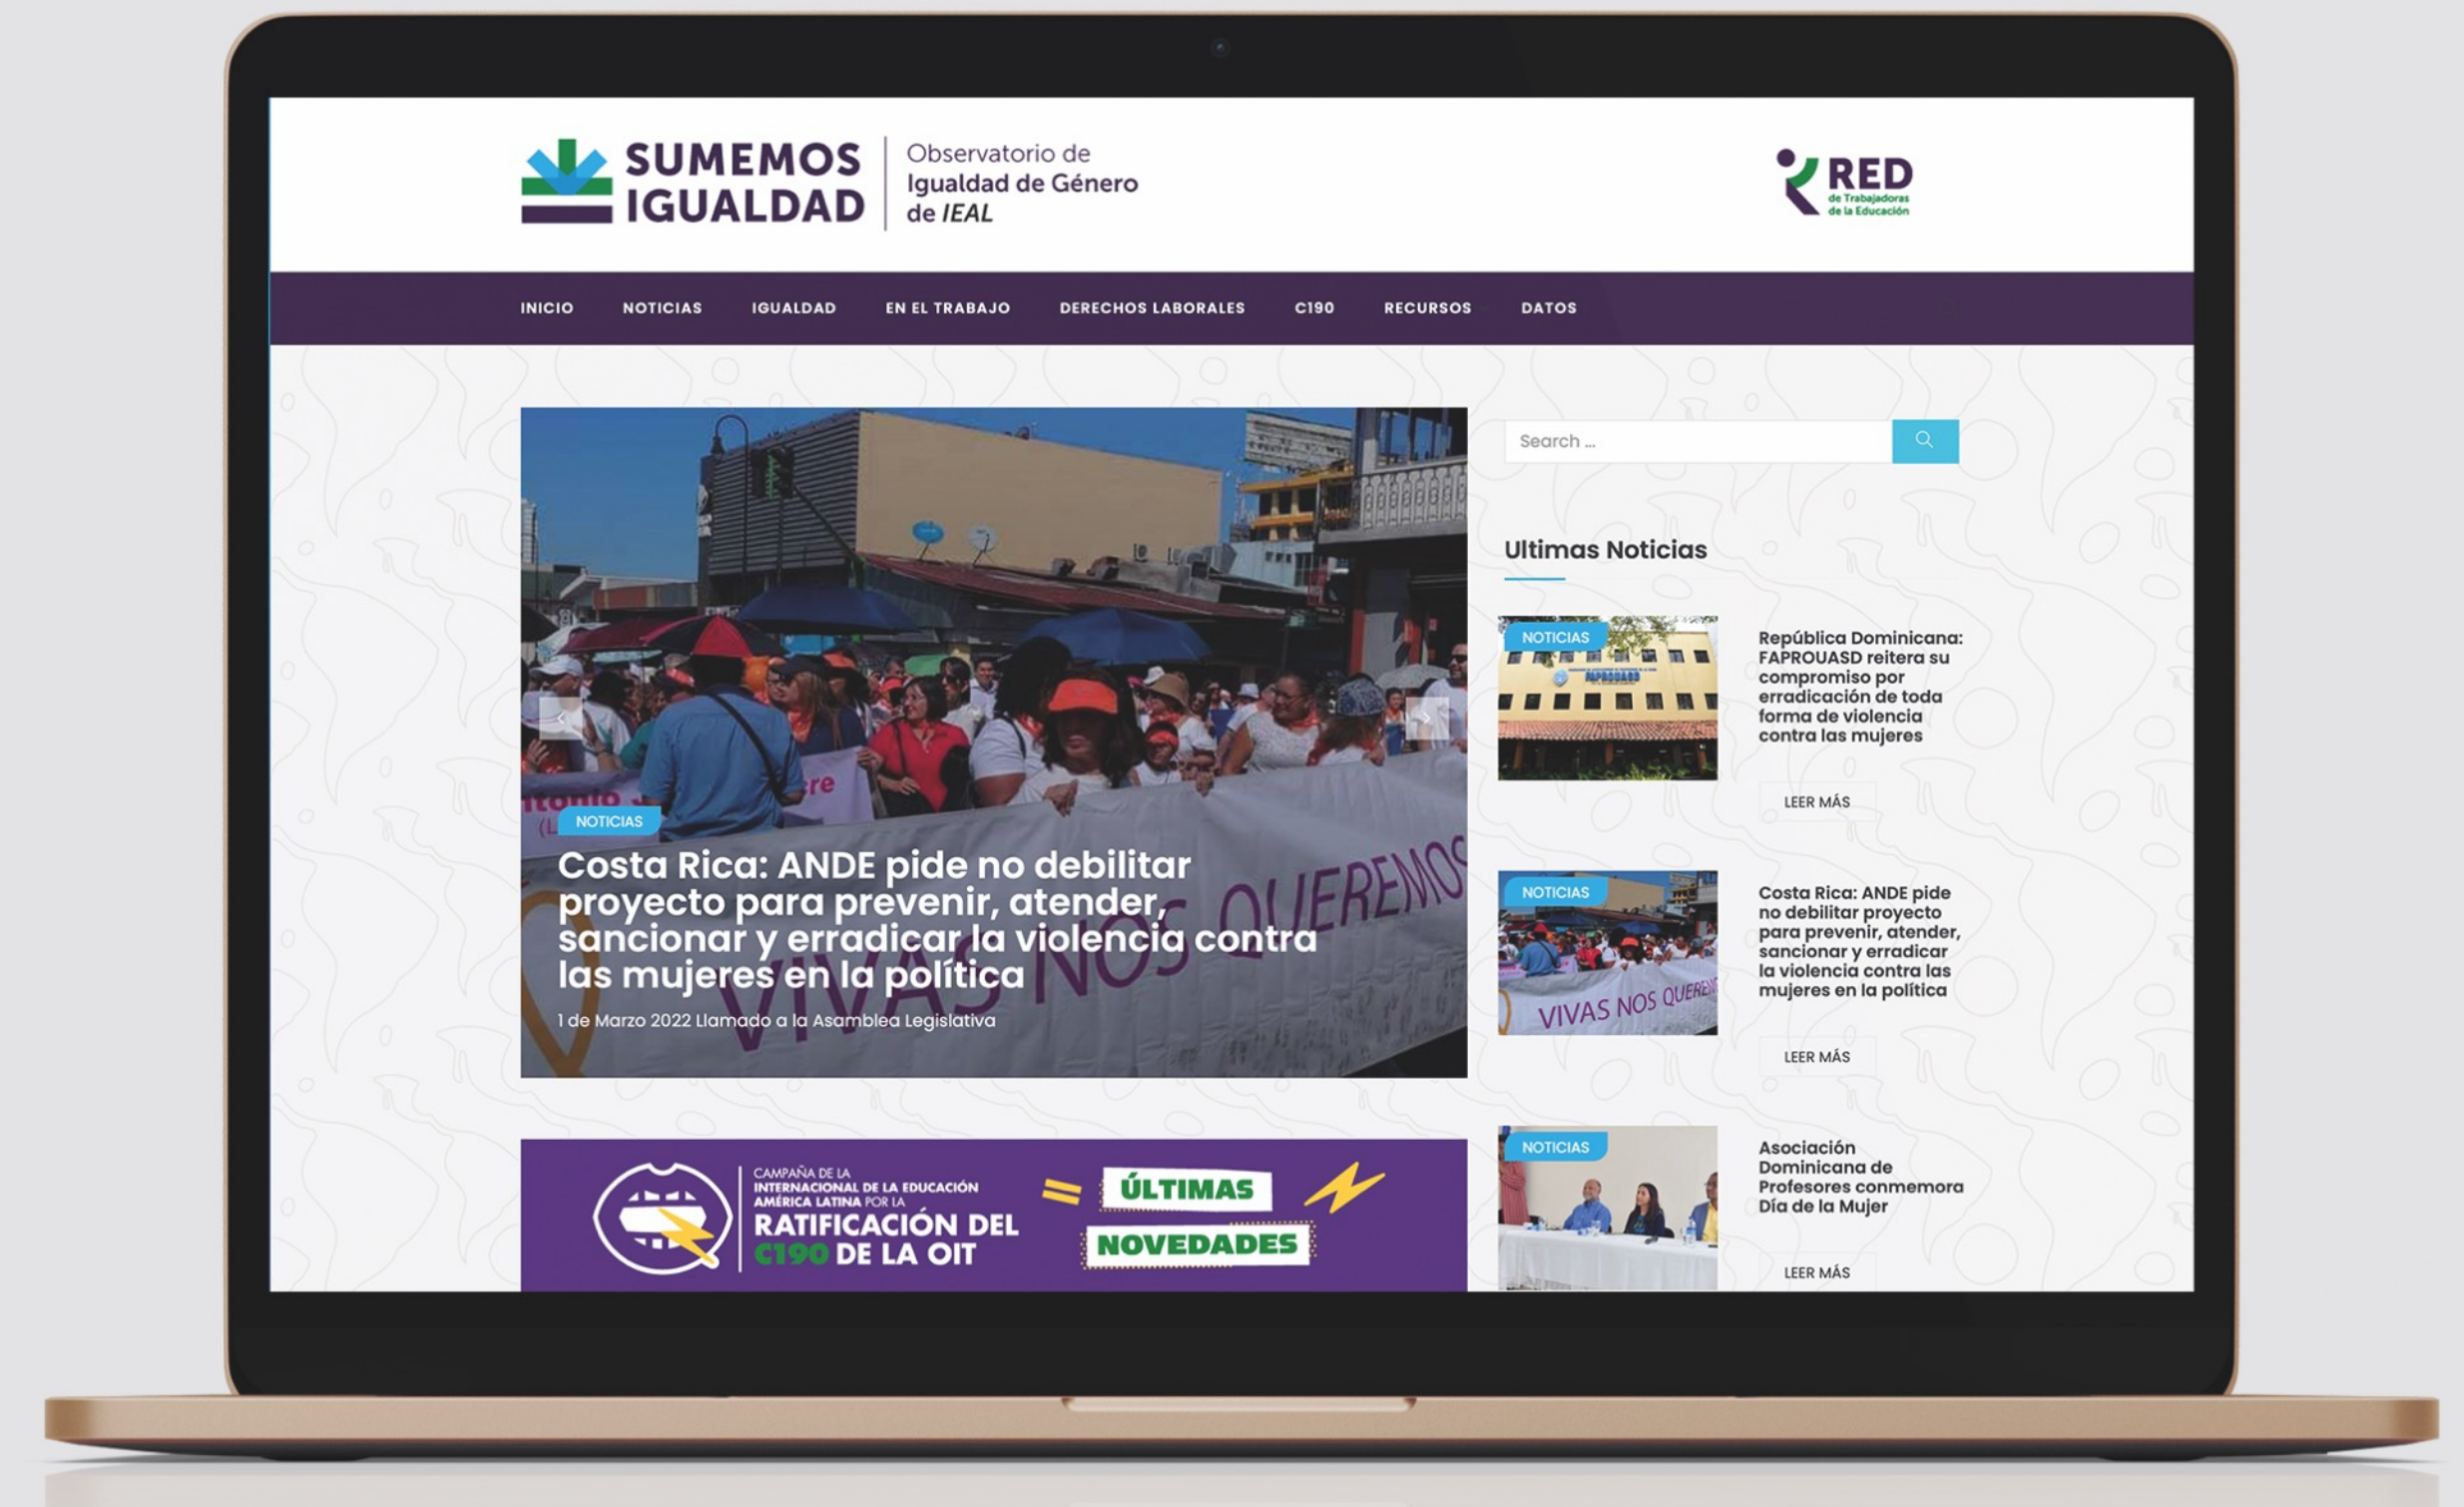 SUMEMOS
IGUALDAD
Observatorio de
Igualdad de Género
de IEAL
RED
de Trabajadoras
de la Educación
INICIO NOTICIAS IGUALDAD EN EL TRABAJO DERECHOS LABORALES C190 RECURSOS DATOS
re
(L
NOTICIAS
VIVAS NOS QUEREMOS
Costa Rica: ANDE pide no debilitar
proyecto para prevenir, atender,
sancionar y erradicar la violencia contra
las mujeres en la política
1 de Marzo 2022 Llamado a la Asamblea Legislativa
CAMPAÑA DE LA
INTERNACIONAL DE LA EDUCACIÓN
AMÉRICA LATINA POR LA
RATIFICACIÓN DEL
C190 DE LA OIT
ÚLTIMAS
NOVEDADES
Search ...
Ultimas Noticias
NOTICIAS
FAPROUASD
República Dominicana:
FAPROUASD reitera su
compromiso por
erradicación de toda
forma de violencia
contra las mujeres
LEER MÁS
NOTICIAS
VIVAS NOS QUEREM
Costa Rica: ANDE pide
no debilitar proyecto
para prevenir, atender,
sancionar y erradicar
la violencia contra las
mujeres en la política
LEER MÁS
NOTICIAS
Asociación
Dominicana de
Profesores conmemora
Día de la Mujer
LEER MÁS